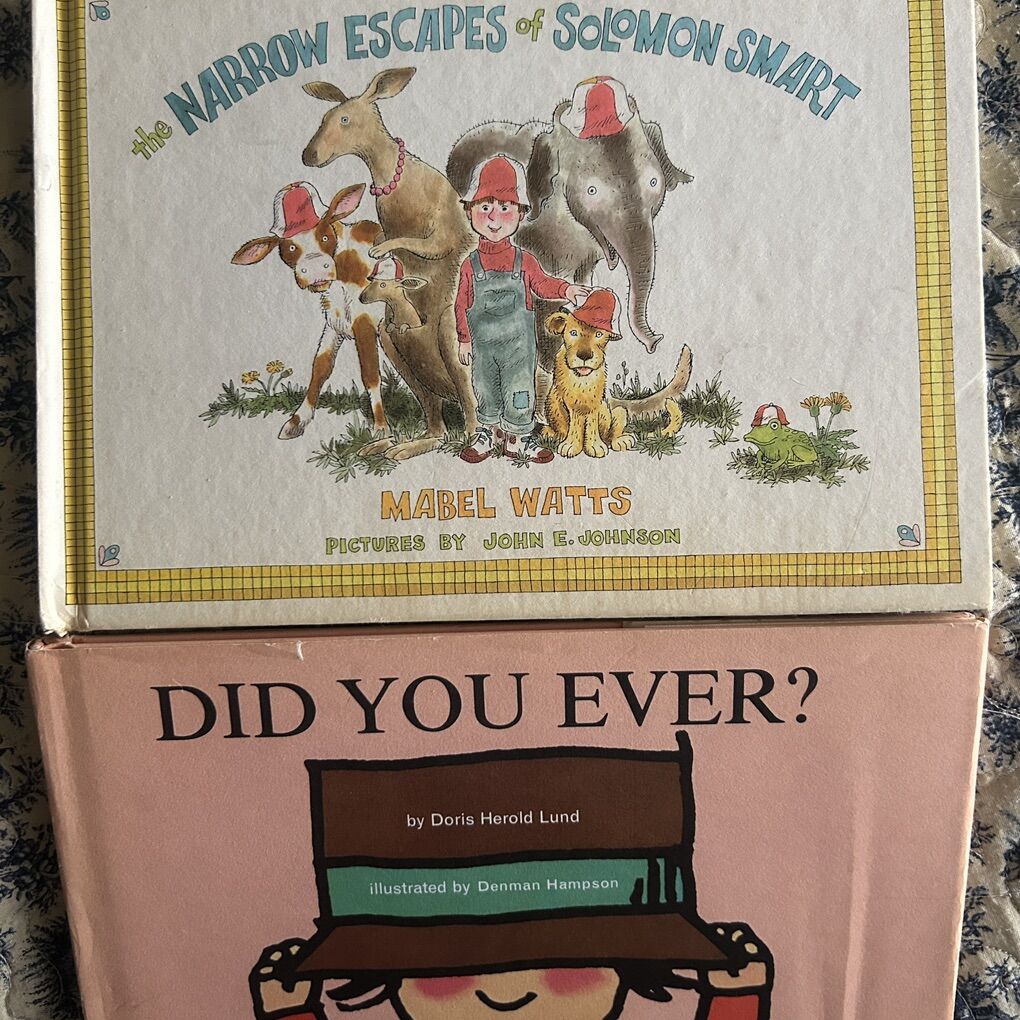 the NARROW ESCAPES of SOLOMON SMART
MABEL WATTS
PICTURES BY JOHN E. JOHNSON
DID YOU EVER?
by Doris Herold Lund
illustrated by Denman Hampson